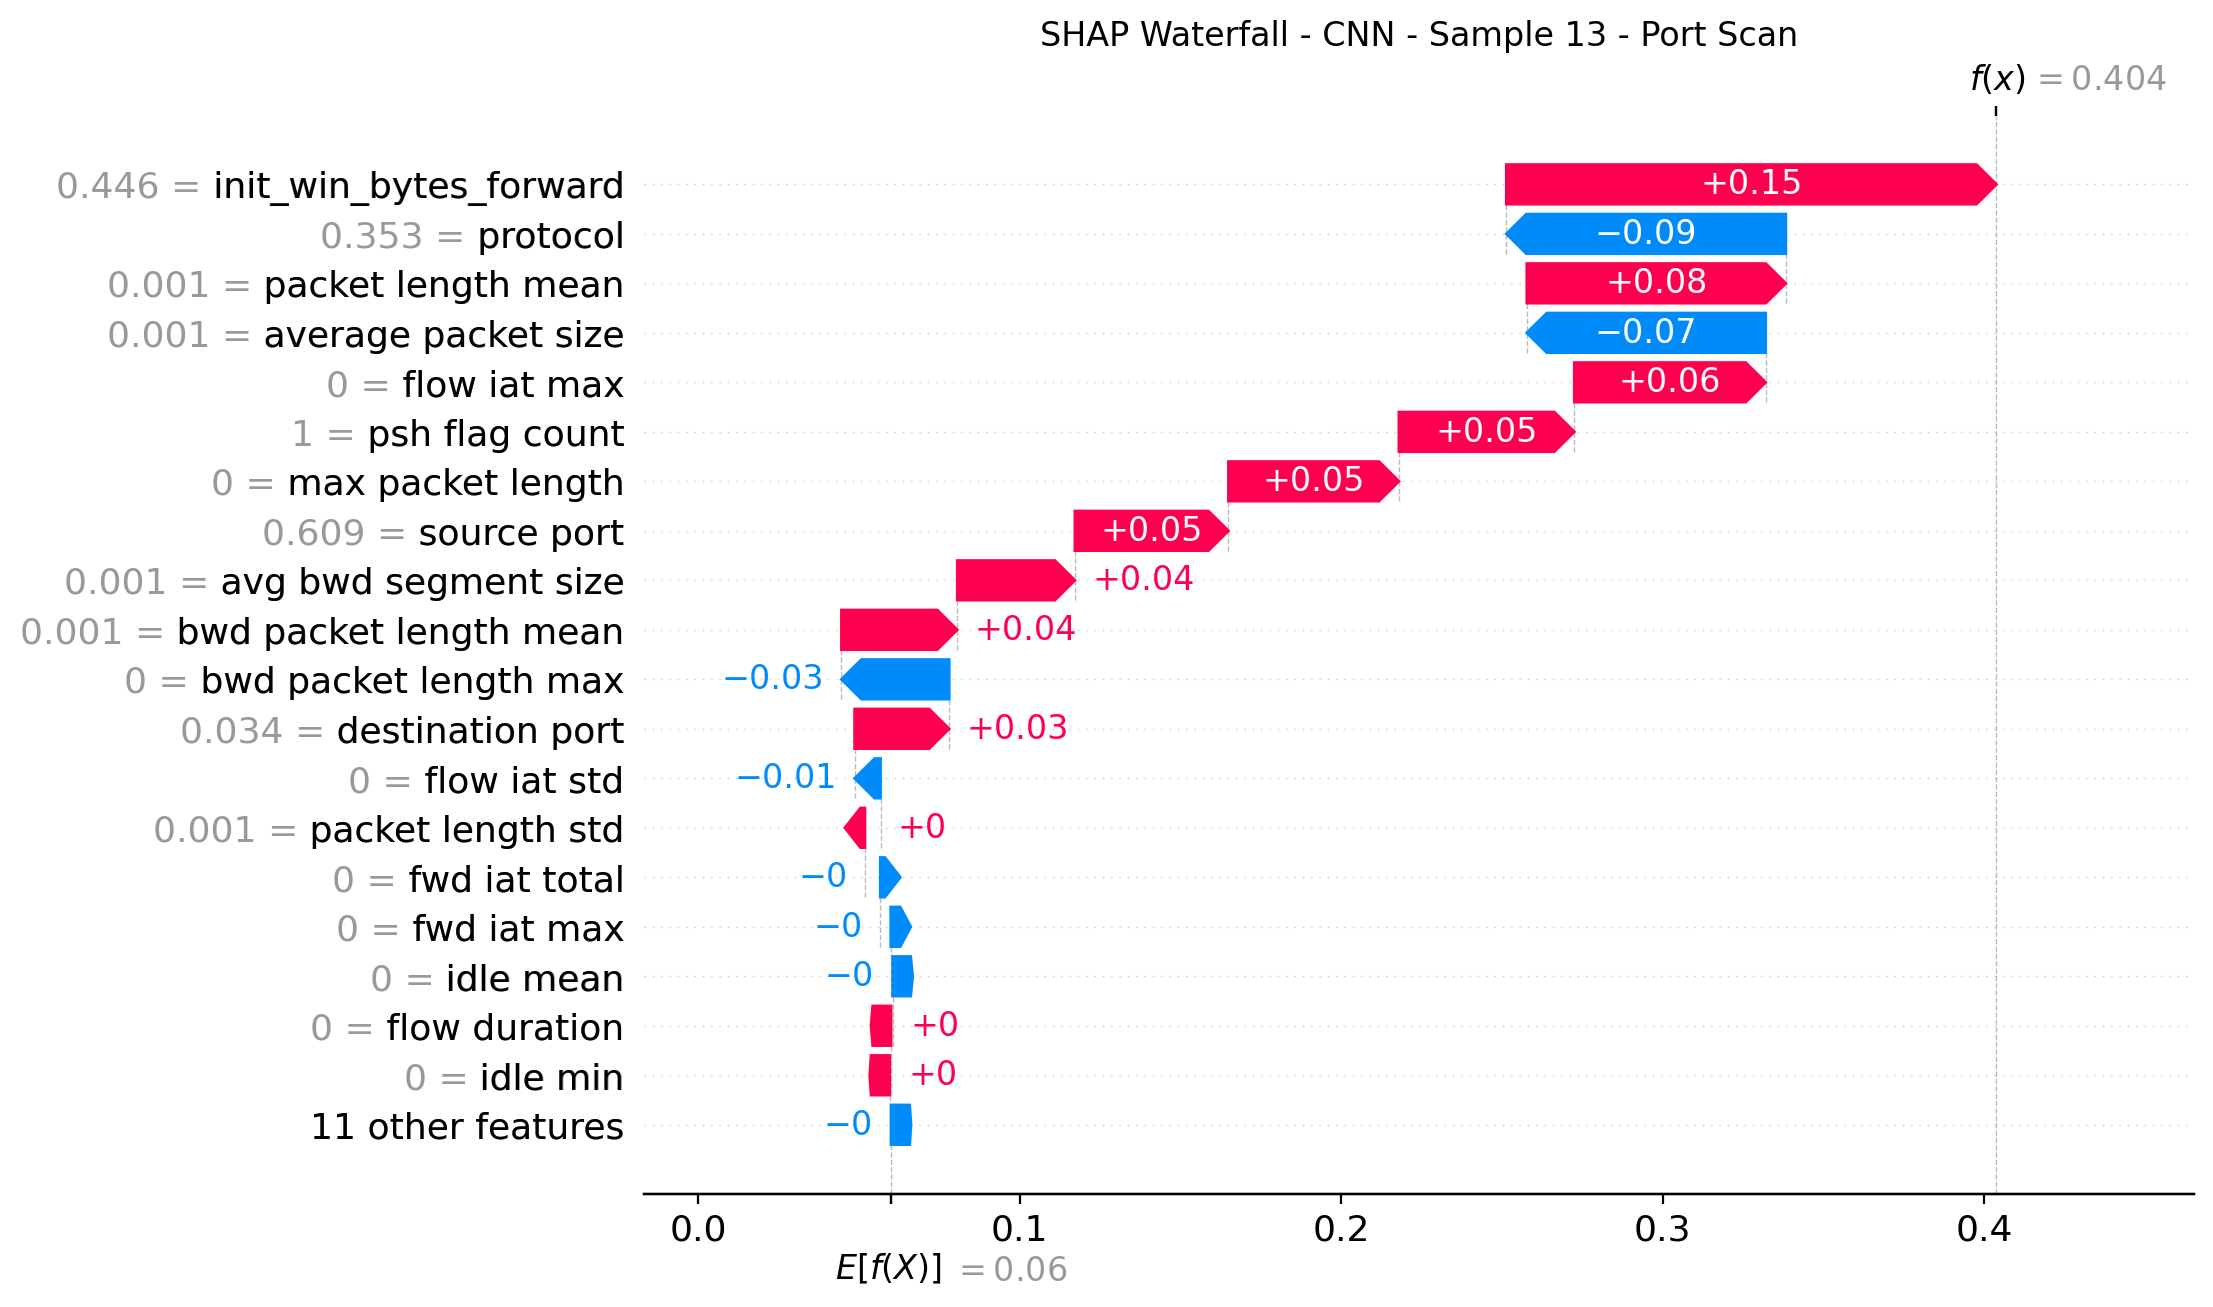 SHAP Waterfall - CNN - Sample 13 - Port Scan
f(x) = 0.404
0.446 = init_win_bytes_forward +0.15
0.353 = protocol −0.09
0.001 = packet length mean +0.08
0.001 = average packet size −0.07
0 = flow iat max +0.06
1 = psh flag count +0.05
0 = max packet length +0.05
0.609 = source port +0.05
0.001 = avg bwd segment size +0.04
0.001 = bwd packet length mean +0.04
0 = bwd packet length max −0.03
0.034 = destination port +0.03
0 = flow iat std −0.01
0.001 = packet length std +0
0 = fwd iat total −0
0 = fwd iat max −0
0 = idle mean −0
0 = flow duration +0
0 = idle min +0
11 other features −0
0.0 0.1 0.2 0.3 0.4
E[f(X)] = 0.06